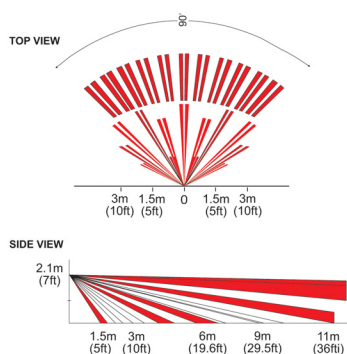 90°
TOP VIEW
3m 1.5m 0 1.5m 3m
(10ft) (5ft) (5ft) (10ft)
SIDE VIEW
2.1m
(7ft)
1.5m 3m 6m 9m 11m
(5ft) (10ft) (19.6ft) (29.5ft) (36fti)